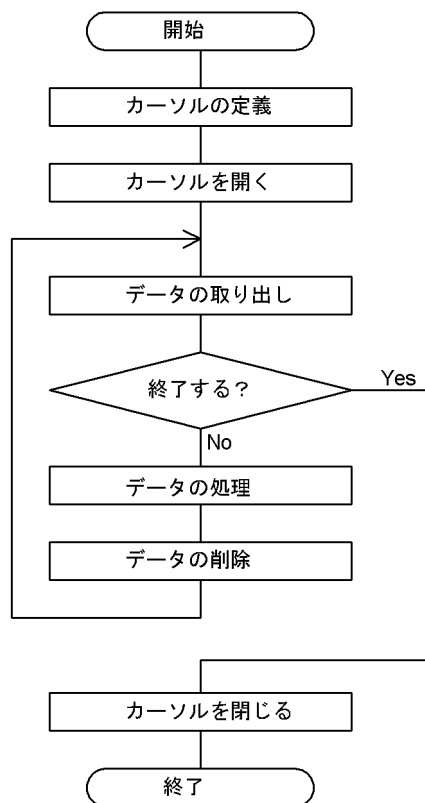 開始
カーソルの定義
カーソルを開く
データの取り出し
終了する？
Yes
No
データの処理
データの削除
カーソルを閉じる
終了